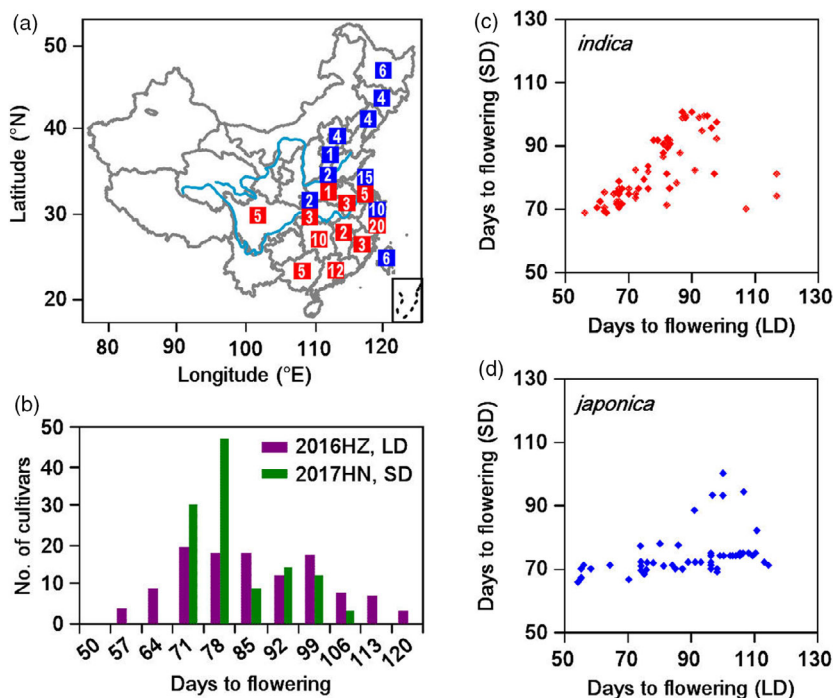 (a)
50
40
30
20
Latitude (°N)
6
4
4
4
1
2
15
1
5
2
3
10
5
3
20
10
2
3
6
5
12
80 90 100 110 120
Longitude (°E)
(b)
50
40
30
20
10
0
No. of cultivars
2016HZ, LD
2017HN, SD
50 57 64 71 78 85 92 99 106 113 120
Days to flowering
(c)
indica
130
110
90
70
50
Days to flowering (SD)
50 70 90 110 130
Days to flowering (LD)
(d)
japonica
130
110
90
70
50
Days to flowering (SD)
50 70 90 110 130
Days to flowering (LD)